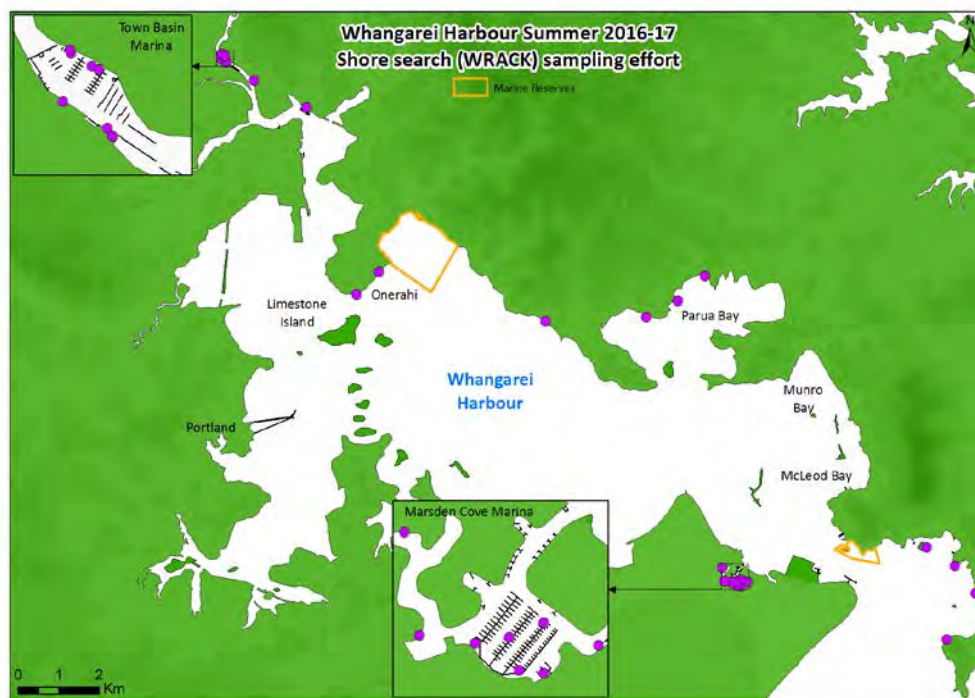 Town Basin
Marina
Whangarei Harbour Summer 2016-17
Shore search (WRACK) sampling effort
Marine Reserves
N
Onerahi
Limestone
Island
Parua Bay
Whangarei
Harbour
Munro
Bay
Portland
McLeod Bay
Marsden Cove Marina
0 1 2
Km